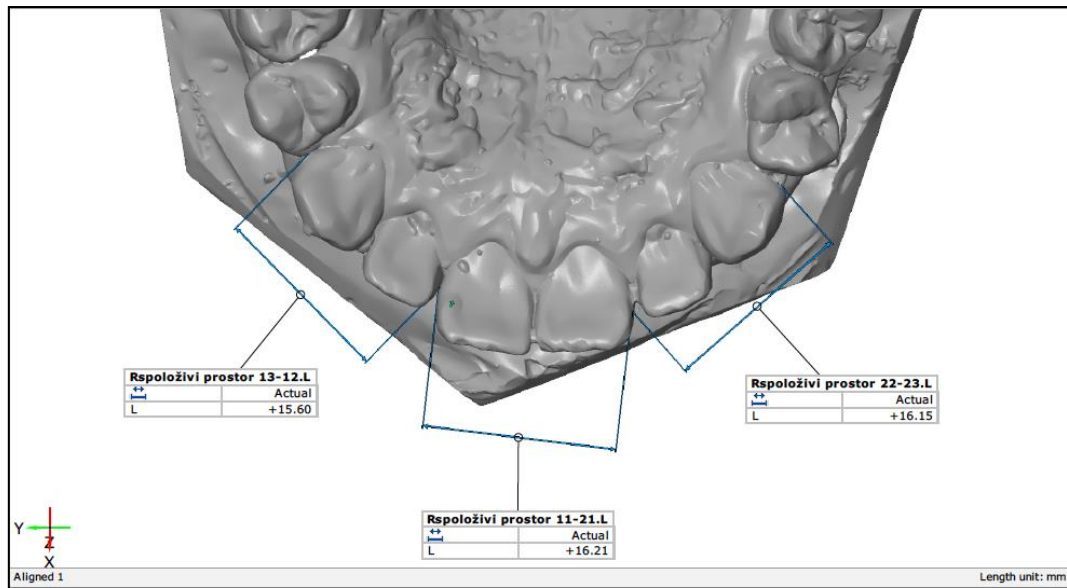 Rspoloživi prostor 13-12.L
Actual
L +15.60
Rspoloživi prostor 22-23.L
Actual
L +16.15
Rspoloživi prostor 11-21.L
Actual
L +16.21
Y
Z
X
Aligned 1 Length unit: mm